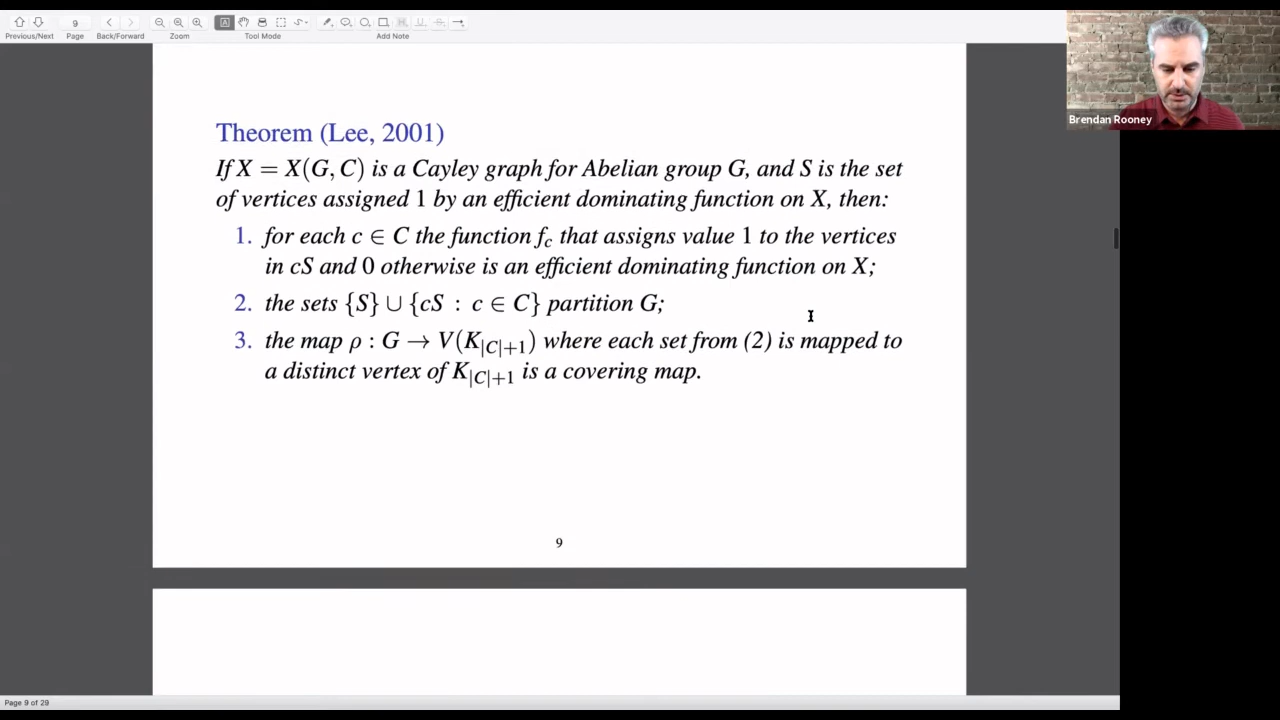 9
Previous/Next Page Back/Forward Zoom Tool Mode Add Note
Brendan Rooney
Theorem (Lee, 2001)
If X = X(G, C) is a Cayley graph for Abelian group G, and S is the set
of vertices assigned 1 by an efficient dominating function on X, then:
1. for each c ∈ C the function f_c that assigns value 1 to the vertices
in cS and 0 otherwise is an efficient dominating function on X;
2. the sets {S} ∪ {cS : c ∈ C} partition G;
3. the map ρ : G → V(K_{|C|+1}) where each set from (2) is mapped to
a distinct vertex of K_{|C|+1} is a covering map.
9
Page 9 of 29